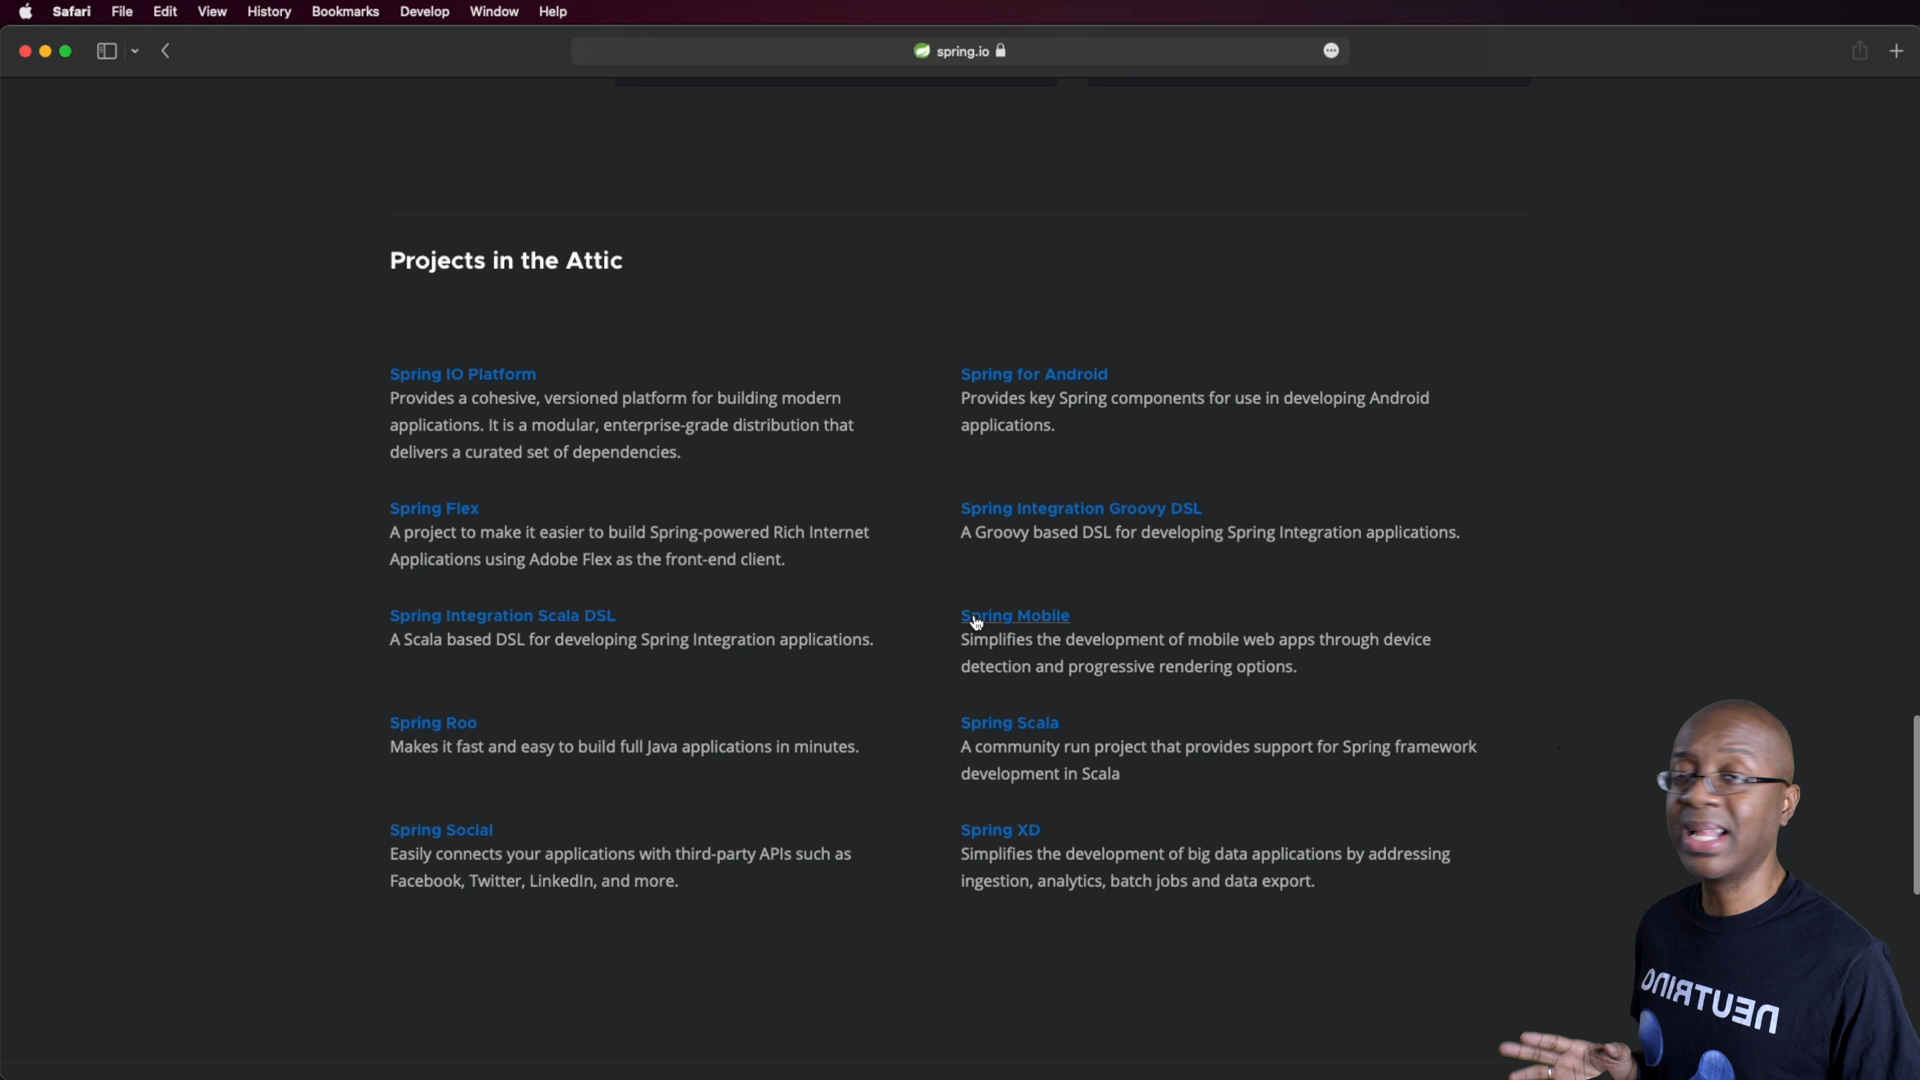 Safari File Edit View History Bookmarks Develop Window Help
spring.io
Projects in the Attic
Spring IO Platform
Provides a cohesive, versioned platform for building modern
applications. It is a modular, enterprise-grade distribution that
delivers a curated set of dependencies.
Spring for Android
Provides key Spring components for use in developing Android
applications.
Spring Flex
A project to make it easier to build Spring-powered Rich Internet
Applications using Adobe Flex as the front-end client.
Spring Integration Groovy DSL
A Groovy based DSL for developing Spring Integration applications.
Spring Integration Scala DSL
A Scala based DSL for developing Spring Integration applications.
Spring Mobile
Simplifies the development of mobile web apps through device
detection and progressive rendering options.
Spring Roo
Makes it fast and easy to build full Java applications in minutes.
Spring Scala
A community run project that provides support for Spring framework
development in Scala
Spring Social
Easily connects your applications with third-party APIs such as
Facebook, Twitter, LinkedIn, and more.
Spring XD
Simplifies the development of big data applications by addressing
ingestion, analytics, batch jobs and data export.
NEUTRINO